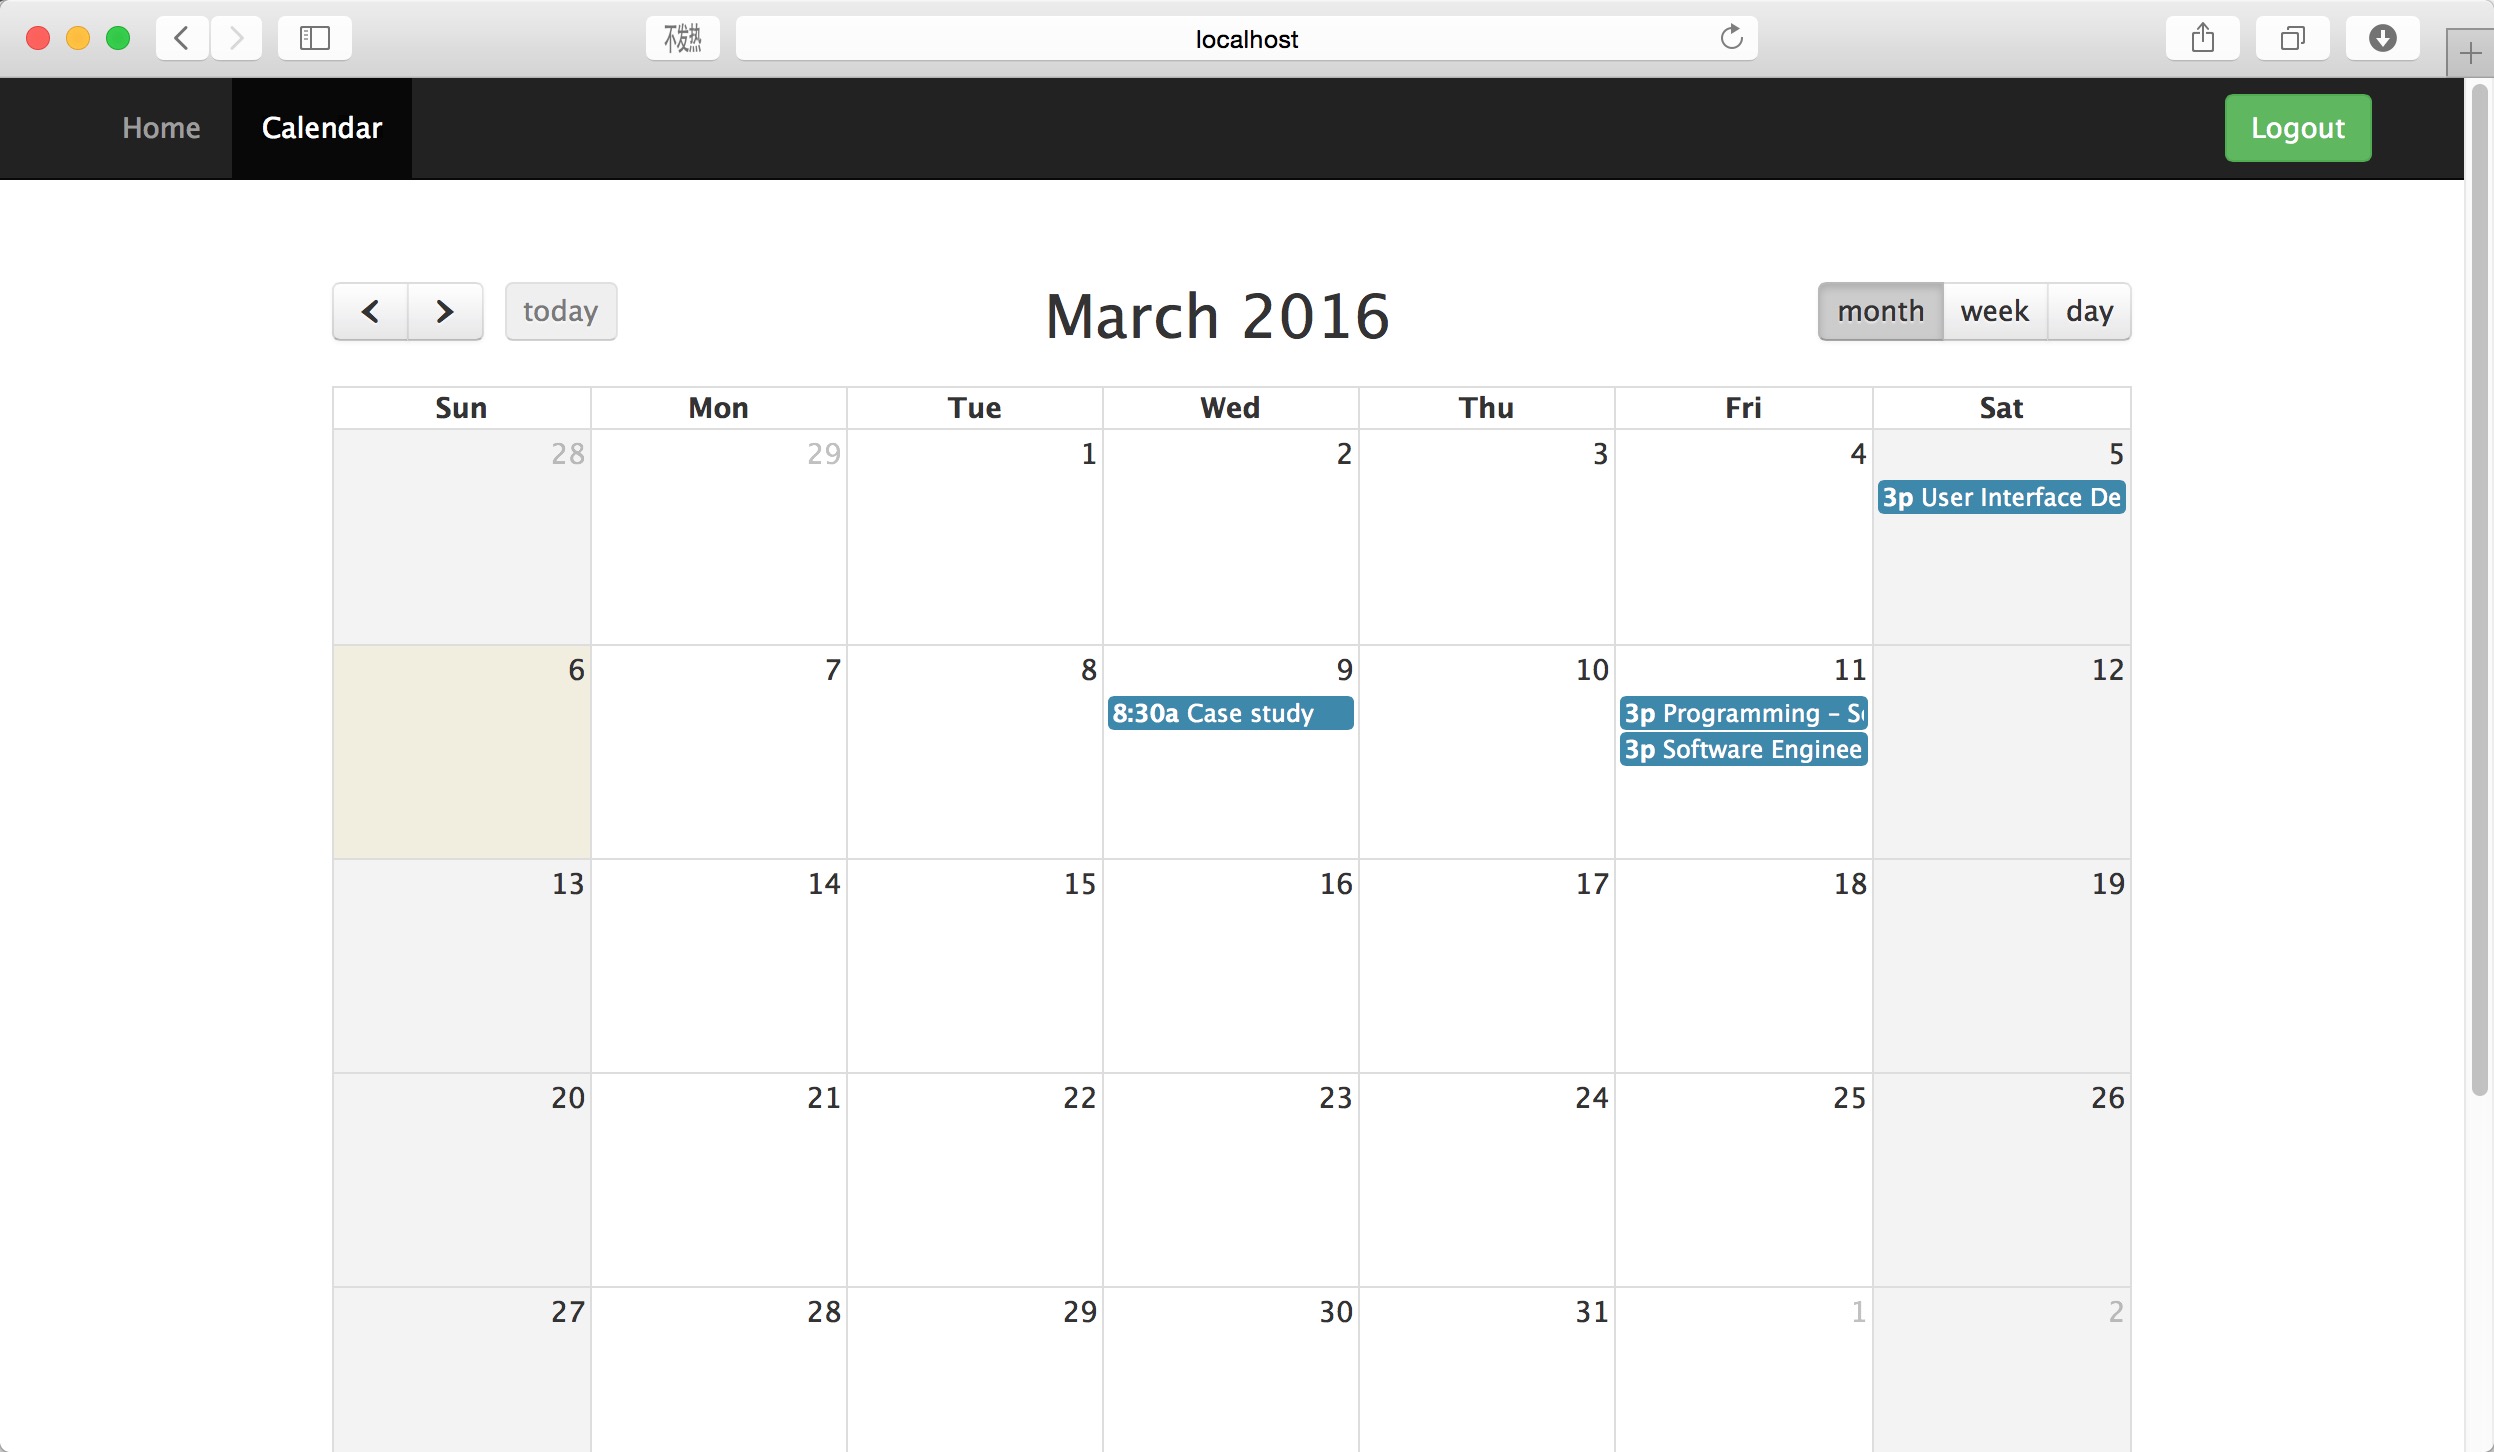 不发热 localhost
Home Calendar Logout
today March 2016 month week day
Sun Mon Tue Wed Thu Fri Sat
28 29 1 2 3 4 5
3p User Interface De
6 7 8 9 10 11 12
8:30a Case study 3p Programming – S
3p Software Enginee
13 14 15 16 17 18 19
20 21 22 23 24 25 26
27 28 29 30 31 1 2